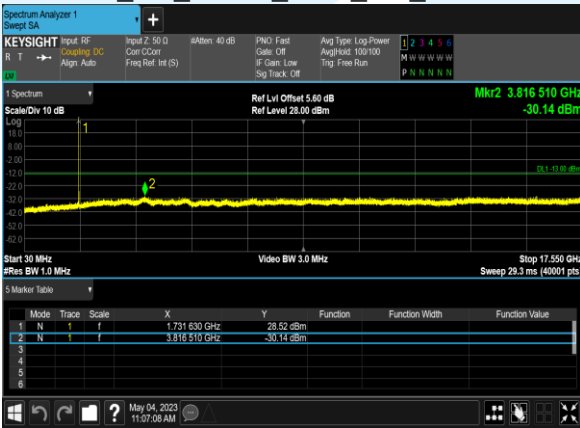 Spectrum Analyzer 1
Swept SA
+
KEYSIGHT Input: RF Input Z: 50 Ω #Atten: 40 dB PNO: Fast Avg Type: Log-Power 1 2 3 4 5 6
R T Coupling: DC Corr CCorr Gate: Off Avg|Hold: 100/100 M W W W W W
Align: Auto Freq Ref: Int (S) IF Gain: Low Trig: Free Run
Sig Track: Off P N N N N N
1 Spectrum Ref Lvl Offset 5.60 dB Mkr2 3.816 510 GHz
Scale/Div 10 dB Ref Level 28.00 dBm -30.14 dBm
Log
18.0
8.00
-2.00
-12.0
-22.0
-32.0
-42.0
-52.0
-62.0
1
2
DL1 -13.00 dBm
Start 30 MHz Video BW 3.0 MHz Stop 17.550 GHz
#Res BW 1.0 MHz Sweep 29.3 ms (40001 pts
5 Marker Table
Mode Trace Scale X Y Function Function Width Function Value
1 N 1 f 1.731 630 GHz 28.52 dBm
2 N 1 f 3.816 510 GHz -30.14 dBm
3
4
5
6
? May 04, 2023
11:07:08 AM